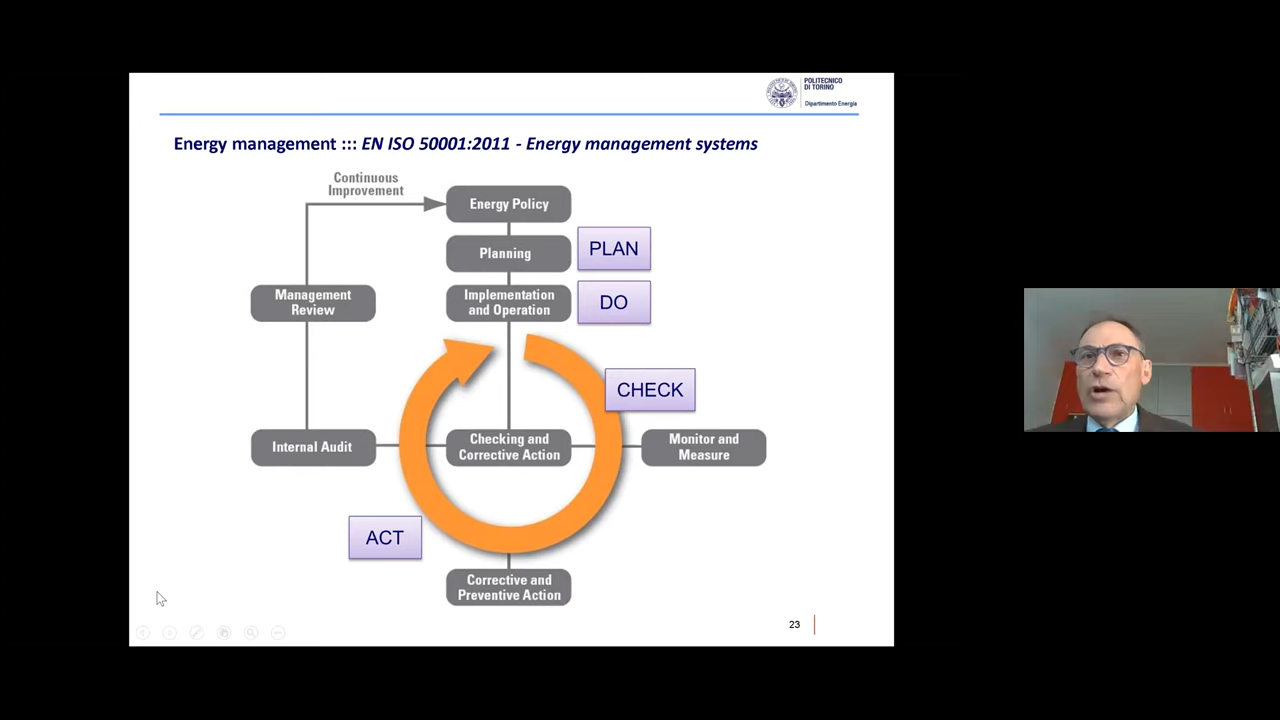 POLITECNICO
DI TORINO
Dipartimento Energia
Energy management ::: EN ISO 50001:2011 - Energy management systems
Continuous
Improvement
Energy Policy
Planning
PLAN
Management
Review
Implementation
and Operation
DO
CHECK
Internal Audit
Checking and
Corrective Action
Monitor and
Measure
ACT
Corrective and
Preventive Action
23